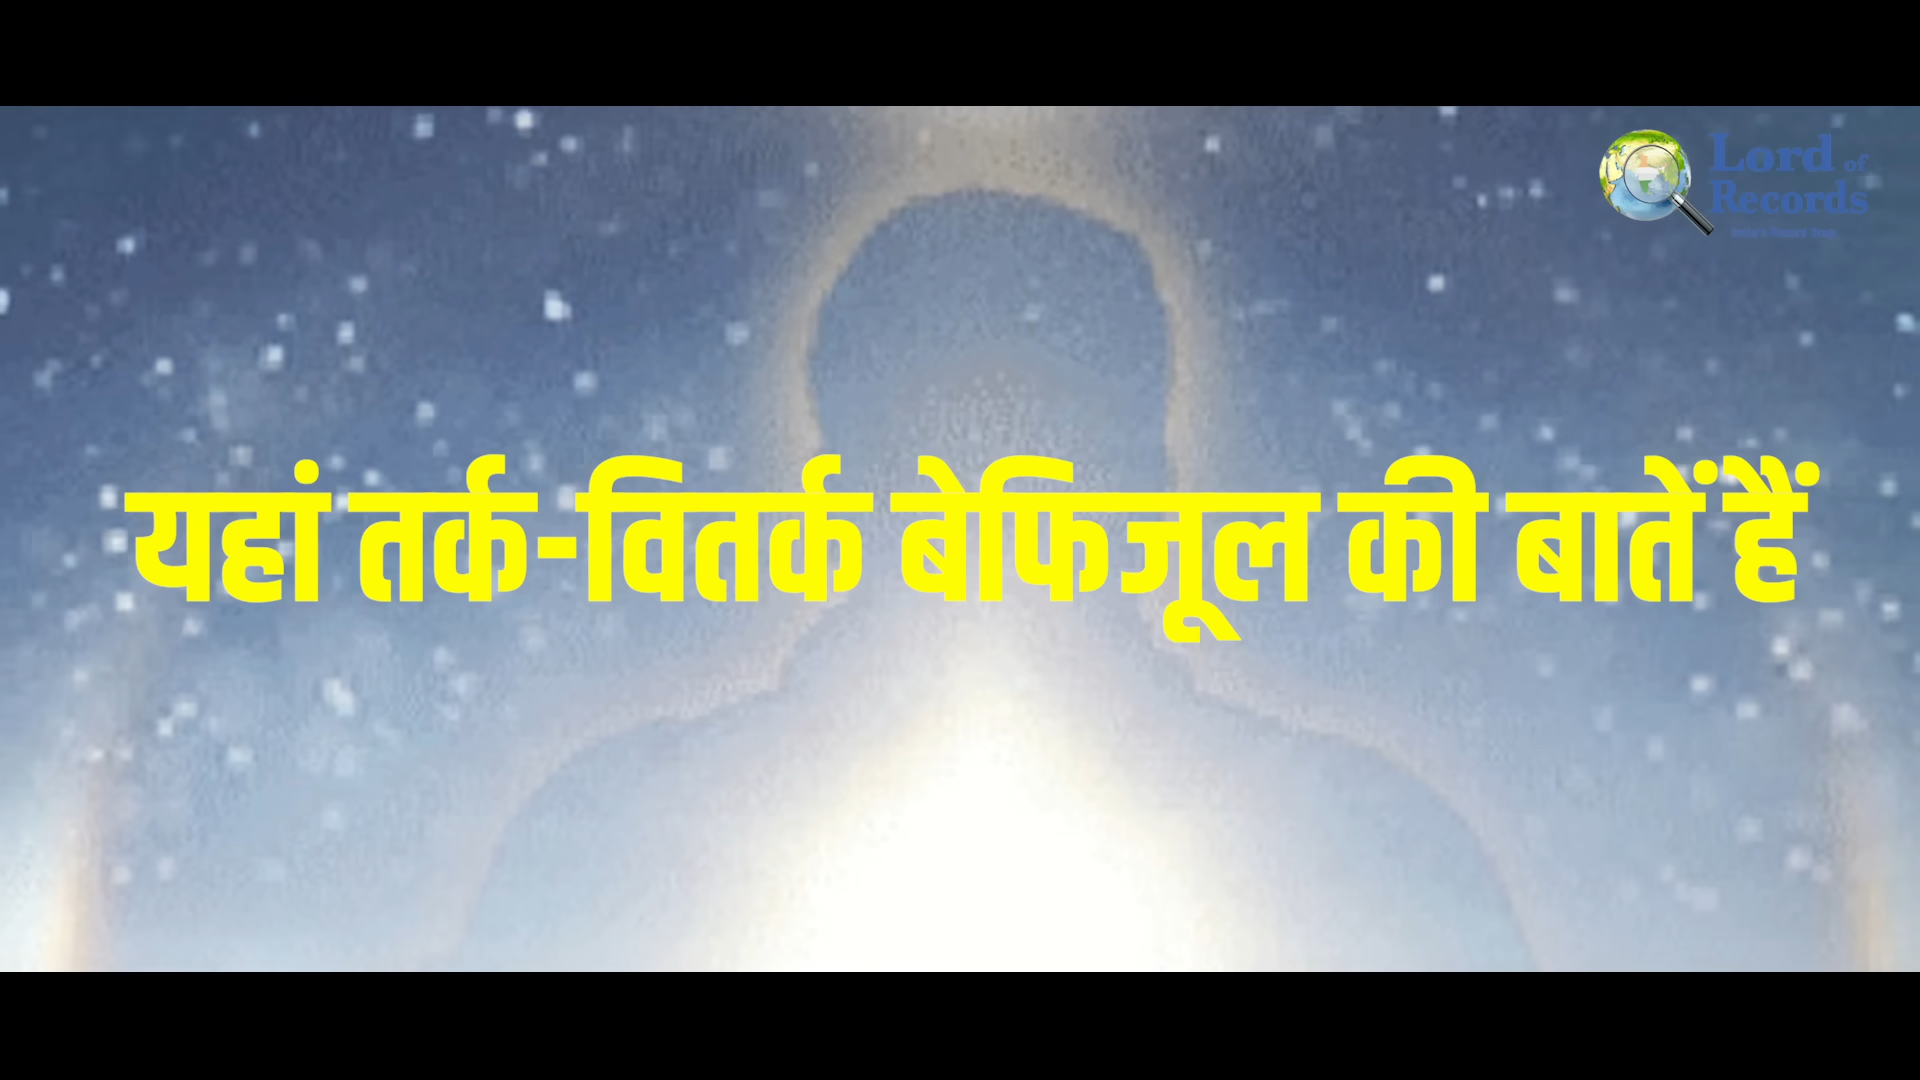 Lord of
Records
यहां तर्क-वितर्क बेफिजूल की बातें हैं